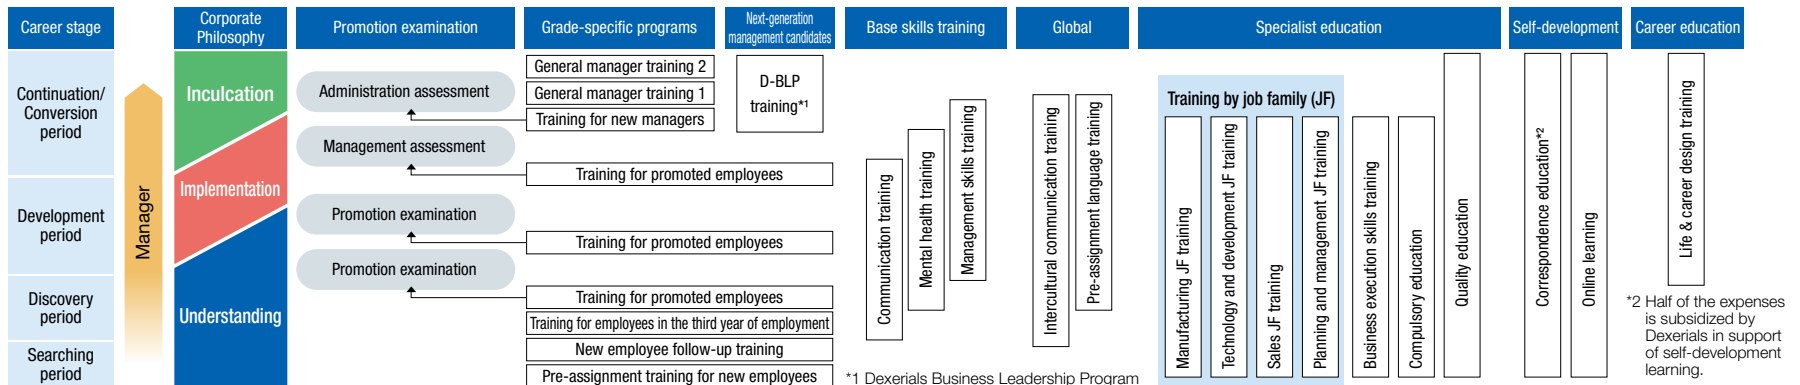 Career stage
Corporate
Philosophy
Promotion examination
Grade-specific programs
Next-generation
management candidates
Base skills training
Global
Specialist education
Self-development
Career education
Continuation/
Conversion
period
Development
period
Discovery
period
Searching
period
Manager
Inculcation
Implementation
Understanding
Administration assessment
Management assessment
Promotion examination
Promotion examination
General manager training 2
General manager training 1
Training for new managers
Training for promoted employees
Training for promoted employees
Training for promoted employees
Training for employees in the third year of employment
New employee follow-up training
Pre-assignment training for new employees
D-BLP
training*1
Communication training
Mental health training
Management skills training
*1 Dexerials Business Leadership Program
Intercultural communication training
Pre-assignment language training
Training by job family (JF)
Manufacturing JF training
Technology and development JF training
Sales JF training
Planning and management JF training
Business execution skills training
Compulsory education
Quality education
Correspondence education*2
Online learning
Life & career design training
*2 Half of the expenses
is subsidized by
Dexerials in support
of self-development
learning.